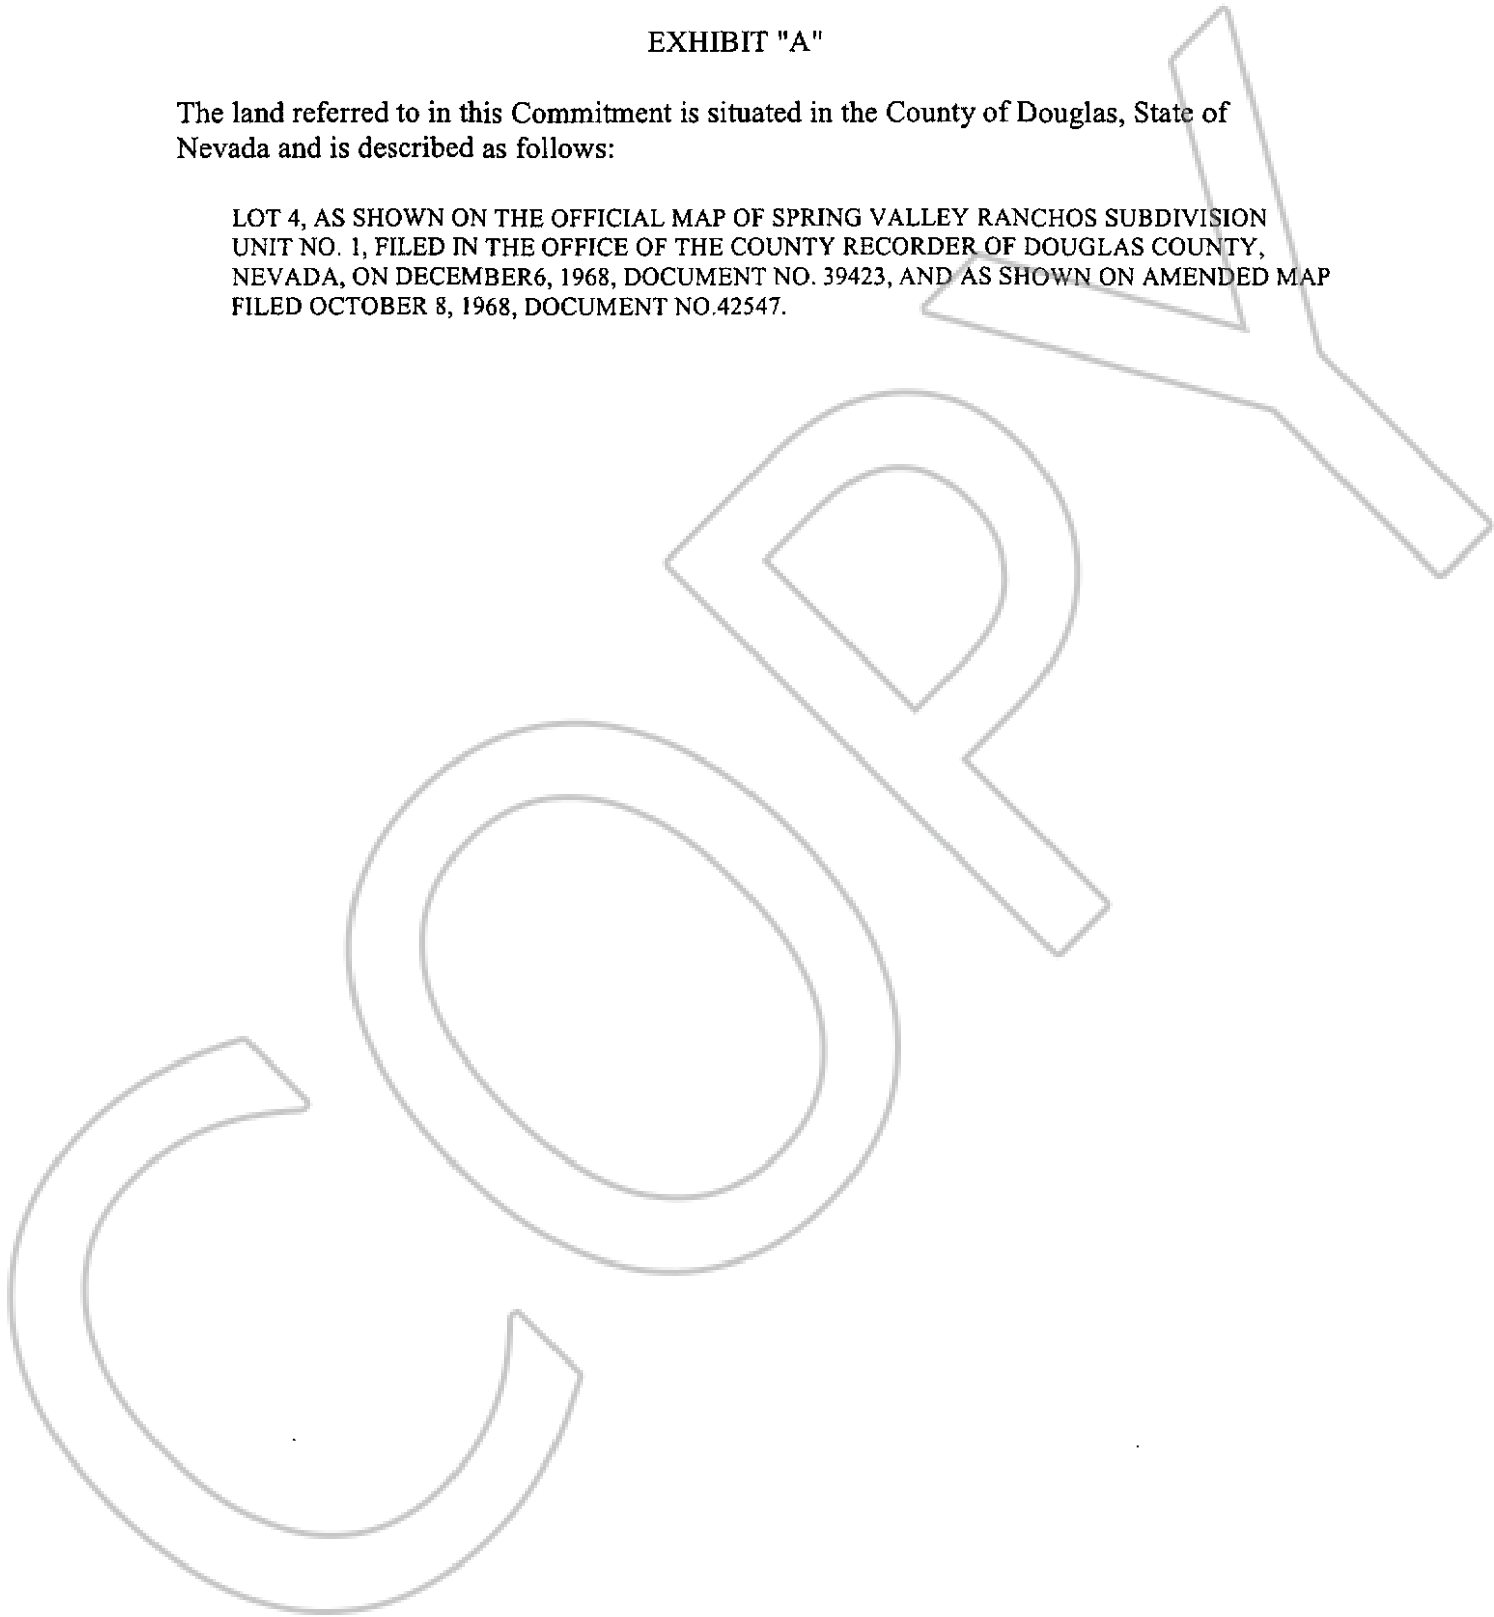 EXHIBIT "A"
The land referred to in this Commitment is situated in the County of Douglas, State of
Nevada and is described as follows:
LOT 4, AS SHOWN ON THE OFFICIAL MAP OF SPRING VALLEY RANCHOS SUBDIVISION
UNIT NO. 1, FILED IN THE OFFICE OF THE COUNTY RECORDER OF DOUGLAS COUNTY,
NEVADA, ON DECEMBER6, 1968, DOCUMENT NO. 39423, AND AS SHOWN ON AMENDED MAP
FILED OCTOBER 8, 1968, DOCUMENT NO.42547.
COPY